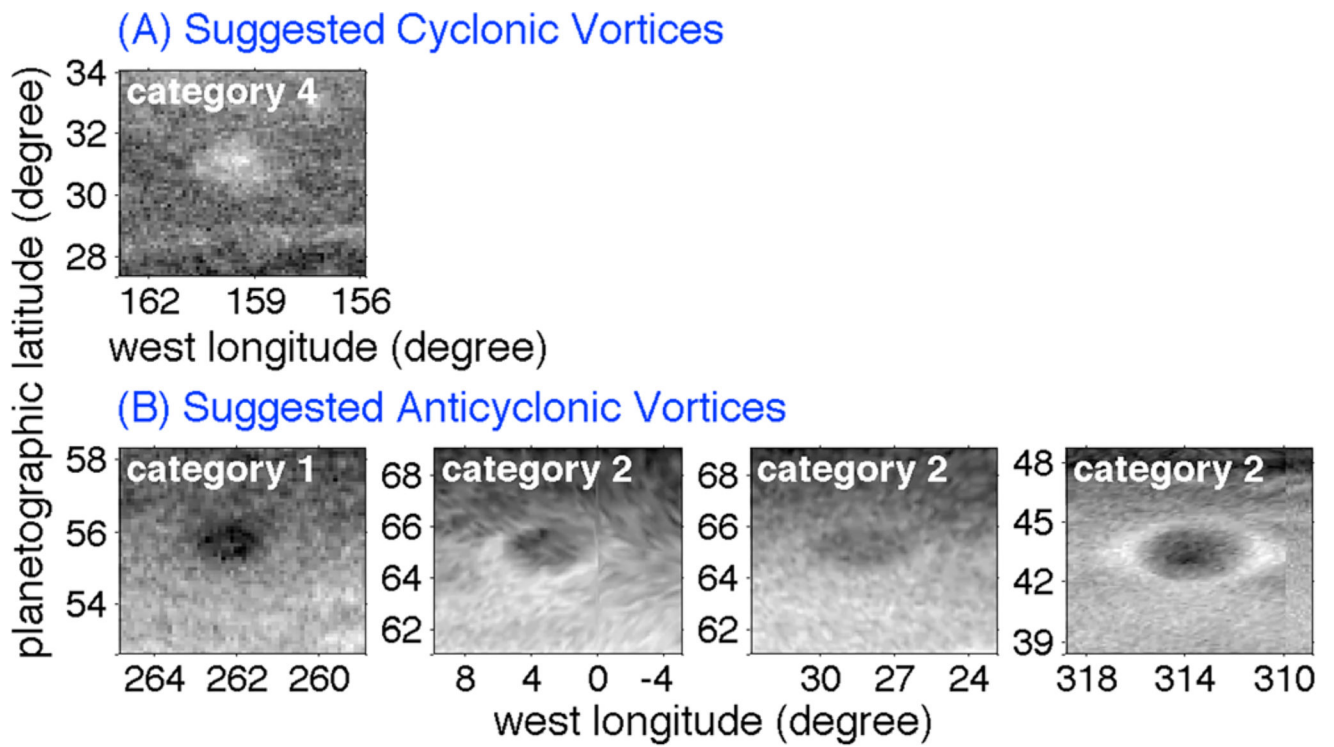 (A) Suggested Cyclonic Vortices
category 4
34
32
30
28
162 159 156
west longitude (degree)
planetographic latitude (degree)
(B) Suggested Anticyclonic Vortices
category 1
58
56
54
264 262 260
category 2
68
66
64
62
8 4 0 -4
category 2
68
66
64
62
30 27 24
category 2
48
45
42
39
318 314 310
west longitude (degree)